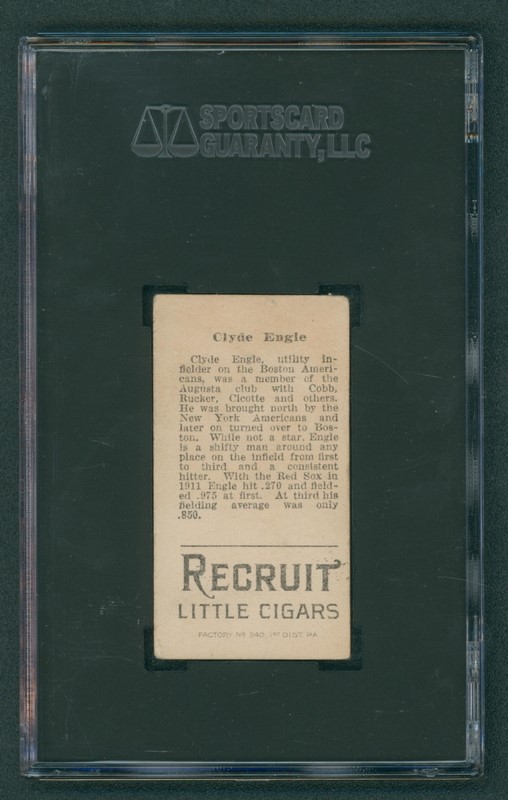 SPORTSCARD
GUARANTY, LLC
Clyde Engle
Clyde Engle, utility in-
fielder on the Boston Ameri-
cans, was a member of the
Augusta club with Cobb,
Rucker, Cicotte and others.
He was brought north by the
New York Americans and
later on turned over to Bos-
ton. While not a star, Engle
is a shifty man around any
place on the infield from first
to third and a consistent
hitter. With the Red Sox in
1911 Engle hit .270 and field-
ed .975 at first. At third his
fielding average was only
.850.
RECRUIT
LITTLE CIGARS
FACTORY Nº 240, 1ST DIST. PA.